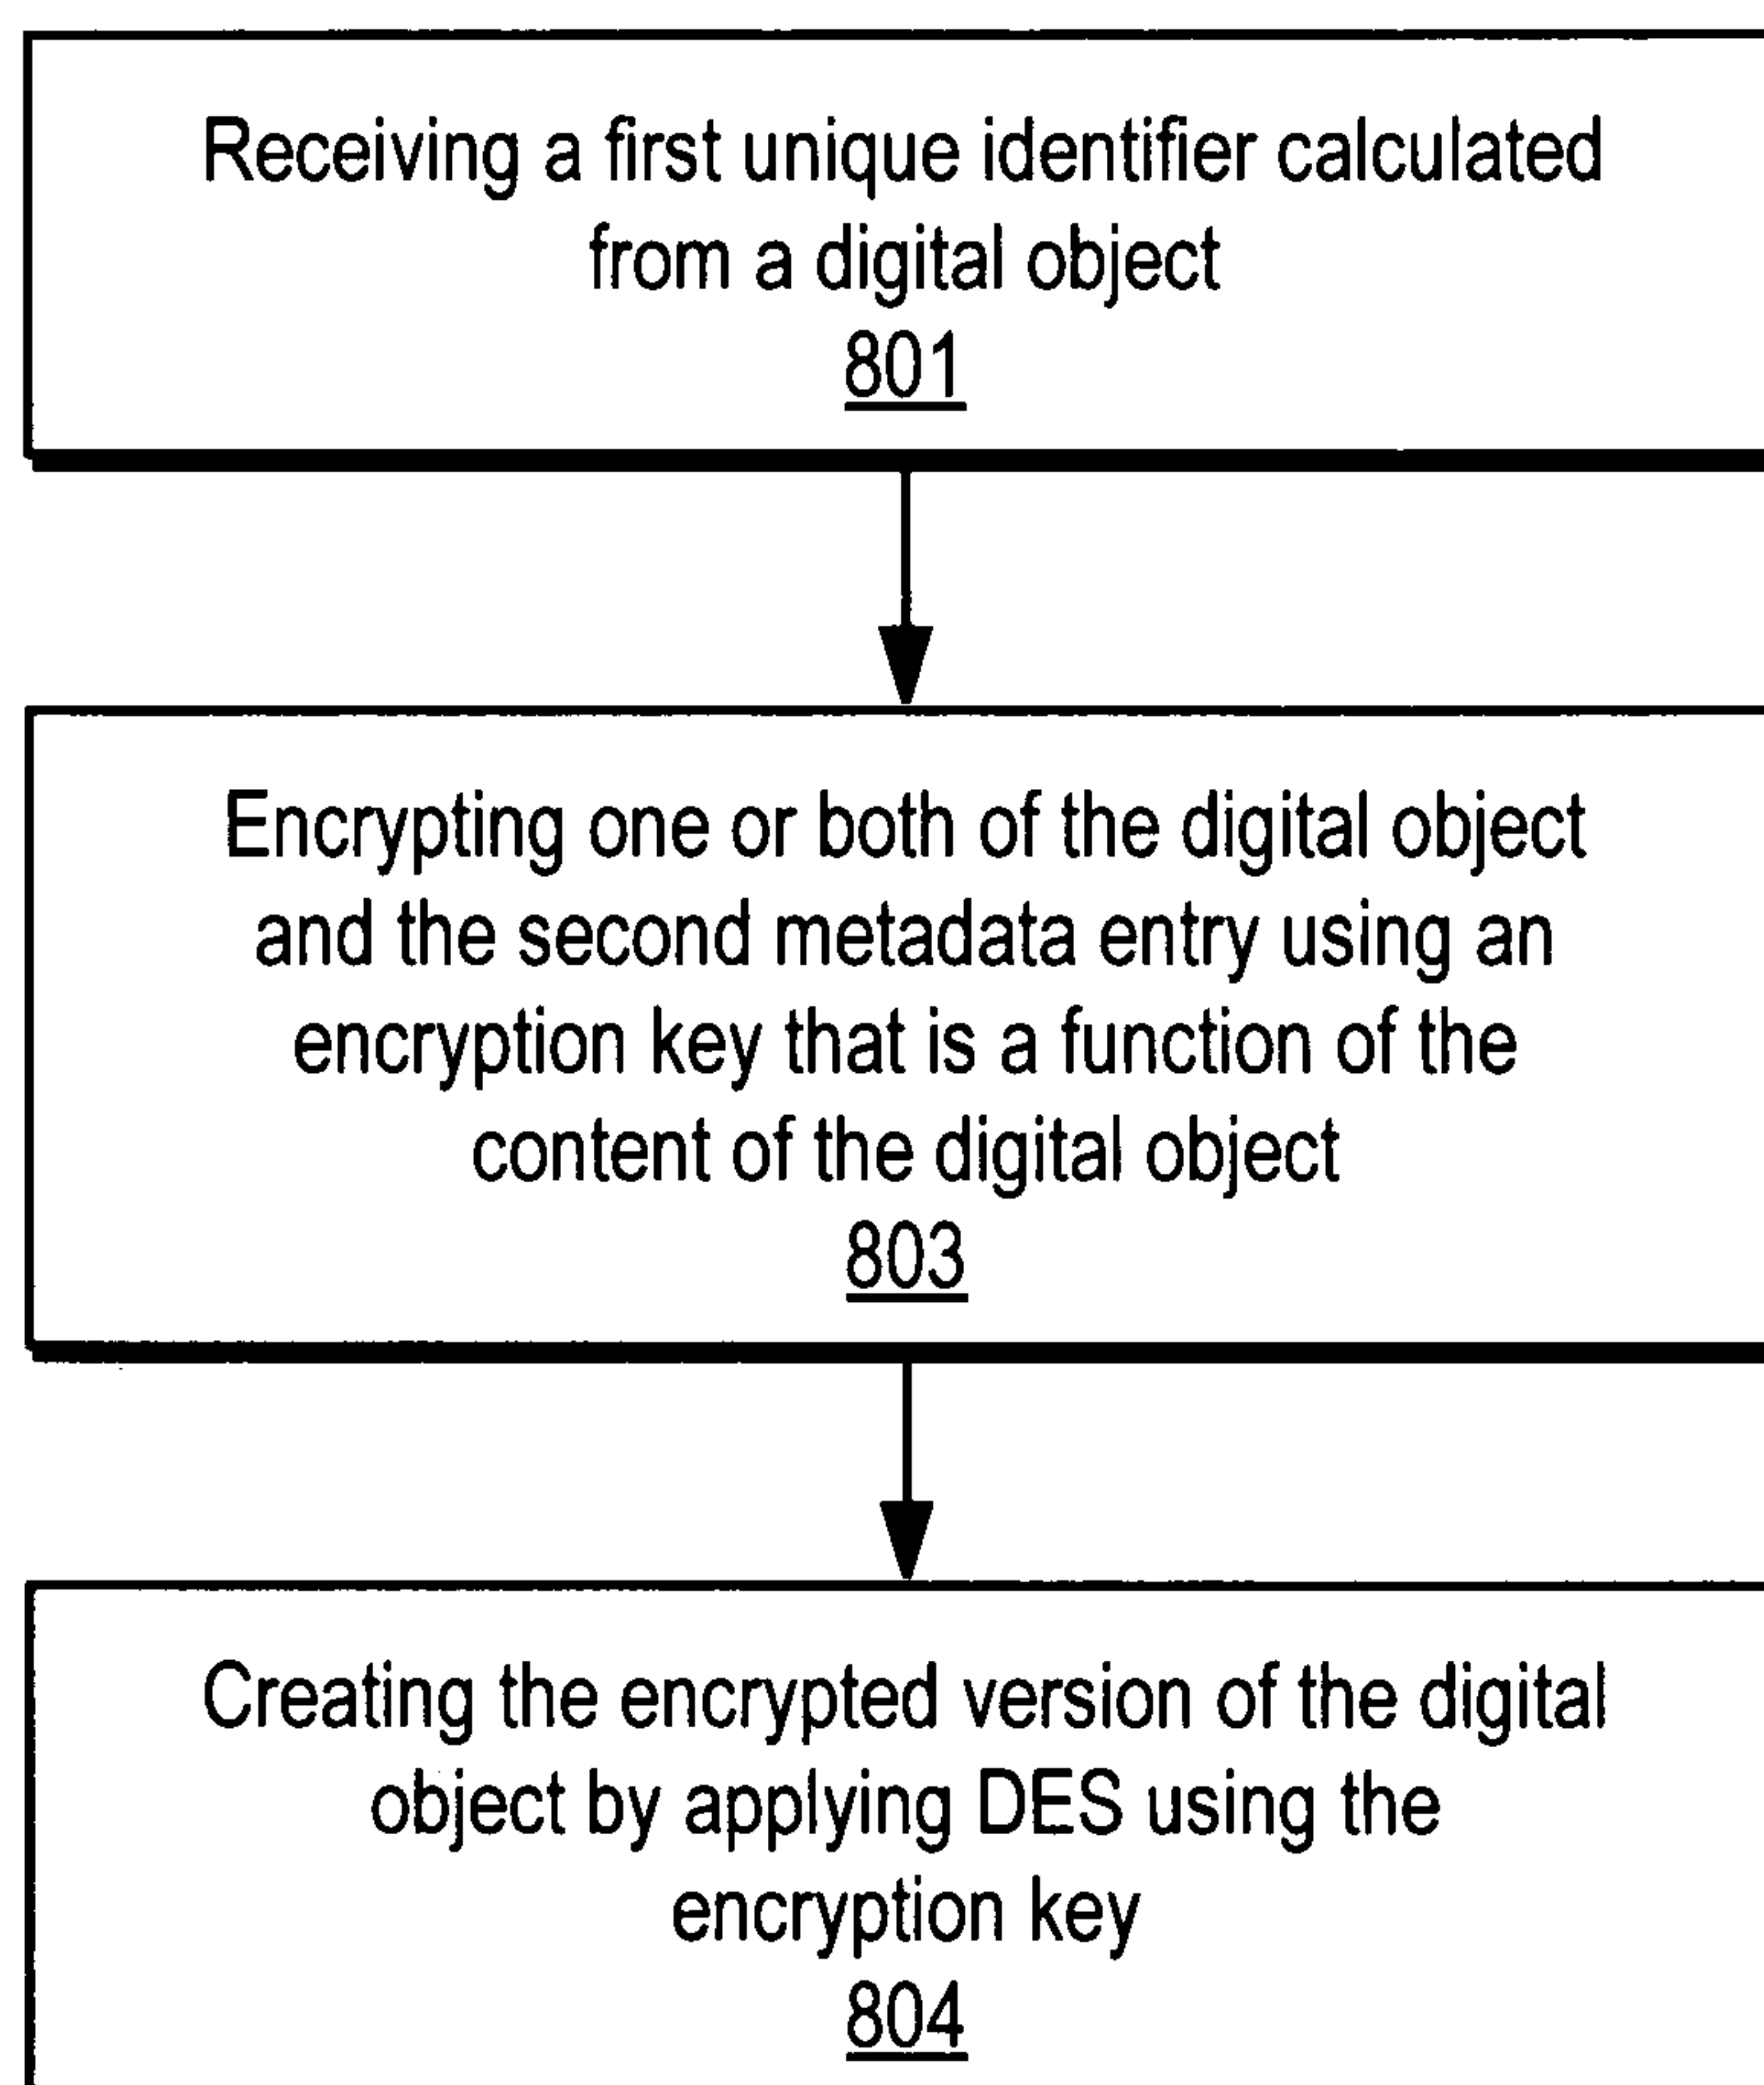 Receiving a first unique identifier calculated
from a digital object
801
Encrypting one or both of the digital object
and the second metadata entry using an
encryption key that is a function of the
content of the digital object
803
Creating the encrypted version of the digital
object by applying DES using the
encryption key
804